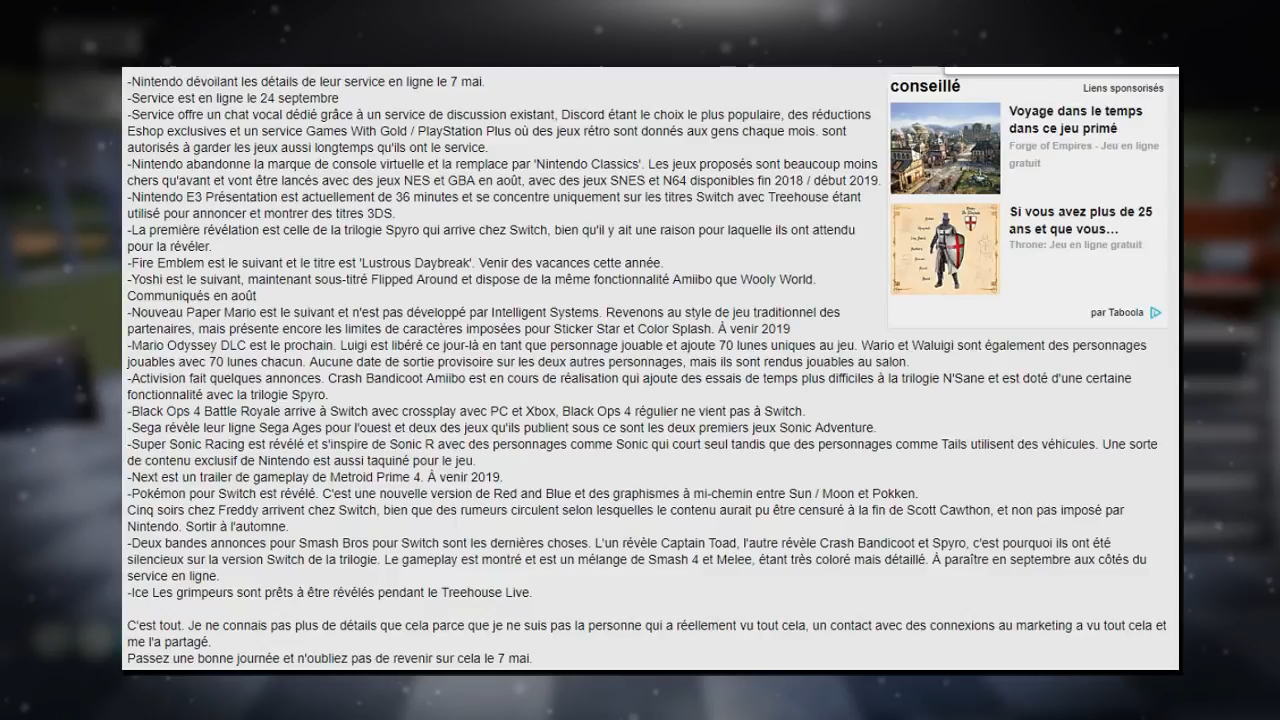 -Nintendo dévoilant les détails de leur service en ligne le 7 mai.
-Service est en ligne le 24 septembre
-Service offre un chat vocal dédié grâce à un service de discussion existant, Discord étant le choix le plus populaire, des réductions
Eshop exclusives et un service Games With Gold / PlayStation Plus où des jeux rétro sont donnés aux gens chaque mois. sont
autorisés à garder les jeux aussi longtemps qu'ils ont le service.
-Nintendo abandonne la marque de console virtuelle et la remplace par 'Nintendo Classics'. Les jeux proposés sont beaucoup moins
chers qu'avant et vont être lancés avec des jeux NES et GBA en août, avec des jeux SNES et N64 disponibles fin 2018 / début 2019.
-Nintendo E3 Présentation est actuellement de 36 minutes et se concentre uniquement sur les titres Switch avec Treehouse étant
utilisé pour annoncer et montrer des titres 3DS.
-La première révélation est celle de la trilogie Spyro qui arrive chez Switch, bien qu'il y ait une raison pour laquelle ils ont attendu
pour la révéler.
-Fire Emblem est le suivant et le titre est 'Lustrous Daybreak'. Venir des vacances cette année.
-Yoshi est le suivant, maintenant sous-titré Flipped Around et dispose de la même fonctionnalité Amiibo que Wooly World.
Communiqués en août
-Nouveau Paper Mario est le suivant et n'est pas développé par Intelligent Systems. Revenons au style de jeu traditionnel des
partenaires, mais présente encore les limites de caractères imposées pour Sticker Star et Color Splash. À venir 2019
-Mario Odyssey DLC est le prochain. Luigi est libéré ce jour-là en tant que personnage jouable et ajoute 70 lunes uniques au jeu. Wario et Waluigi sont également des personnages
jouables avec 70 lunes chacun. Aucune date de sortie provisoire sur les deux autres personnages, mais ils sont rendus jouables au salon.
-Activision fait quelques annonces. Crash Bandicoot Amiibo est en cours de réalisation qui ajoute des essais de temps plus difficiles à la trilogie N'Sane et est doté d'une certaine
fonctionnalité avec la trilogie Spyro.
-Black Ops 4 Battle Royale arrive à Switch avec crossplay avec PC et Xbox, Black Ops 4 régulier ne vient pas à Switch.
-Sega révèle leur ligne Sega Ages pour l'ouest et deux des jeux qu'ils publient sous ce sont les deux premiers jeux Sonic Adventure.
-Super Sonic Racing est révélé et s'inspire de Sonic R avec des personnages comme Sonic qui court seul tandis que des personnages comme Tails utilisent des véhicules. Une sorte
de contenu exclusif de Nintendo est aussi taquiné pour le jeu.
-Next est un trailer de gameplay de Metroid Prime 4. À venir 2019.
-Pokémon pour Switch est révélé. C'est une nouvelle version de Red and Blue et des graphismes à mi-chemin entre Sun / Moon et Pokken.
Cinq soirs chez Freddy arrivent chez Switch, bien que des rumeurs circulent selon lesquelles le contenu aurait pu être censuré à la fin de Scott Cawthon, et non pas imposé par
Nintendo. Sortir à l'automne.
-Deux bandes annonces pour Smash Bros pour Switch sont les dernières choses. L'un révèle Captain Toad, l'autre révèle Crash Bandicoot et Spyro, c'est pourquoi ils ont été
silencieux sur la version Switch de la trilogie. Le gameplay est montré et est un mélange de Smash 4 et Melee, étant très coloré mais détaillé. À paraître en septembre aux côtés du
service en ligne.
-Ice Les grimpeurs sont prêts à être révélés pendant le Treehouse Live.
C'est tout. Je ne connais pas plus de détails que cela parce que je ne suis pas la personne qui a réellement vu tout cela, un contact avec des connexions au marketing a vu tout cela et
me l'a partagé.
Passez une bonne journée et n'oubliez pas de revenir sur cela le 7 mai.
conseillé
Liens sponsorisés
Voyage dans le temps
dans ce jeu primé
Forge of Empires - Jeu en ligne
gratuit
Si vous avez plus de 25
ans et que vous…
Throne: Jeu en ligne gratuit
par Taboola